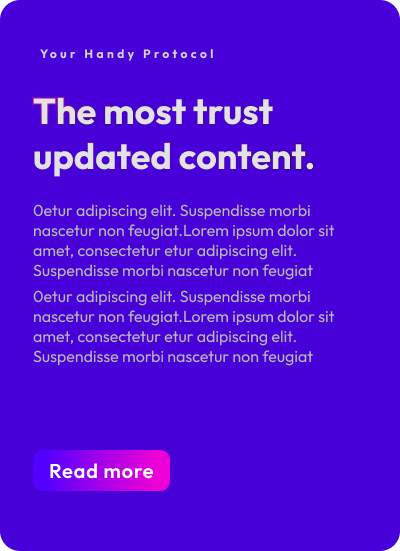 Your Handy Protocol
The most trust
updated content.
0etur adipiscing elit. Suspendisse morbi
nascetur non feugiat.Lorem ipsum dolor sit
amet, consectetur etur adipiscing elit.
Suspendisse morbi nascetur non feugiat
0etur adipiscing elit. Suspendisse morbi
nascetur non feugiat.Lorem ipsum dolor sit
amet, consectetur etur adipiscing elit.
Suspendisse morbi nascetur non feugiat
Read more